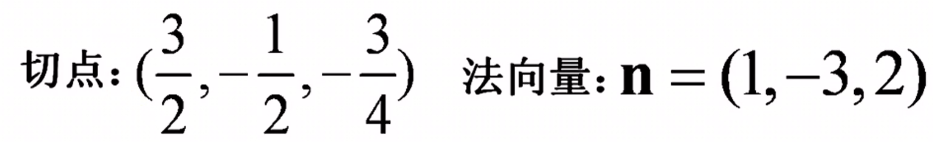 切点: (3/2, -1/2, -3/4) 法向量: n = (1,-3,2)